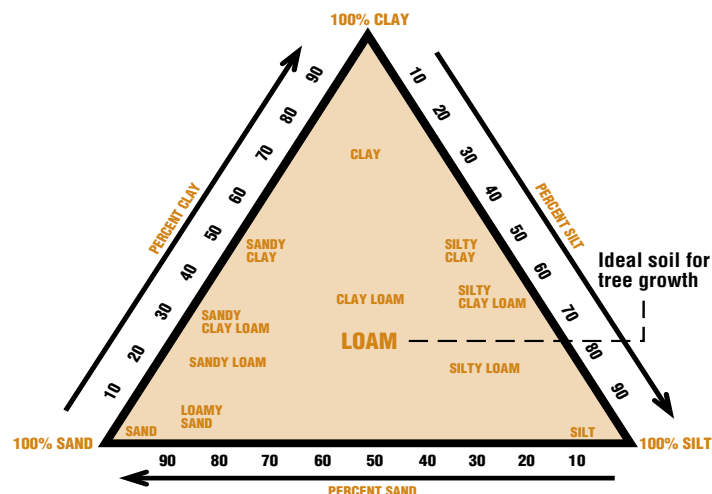 100% CLAY
90
80
70
60
50
40
30
20
10
PERCENT CLAY
10
20
30
40
50
60
70
80
90
PERCENT SILT
Ideal soil for
tree growth
CLAY
SANDY
CLAY
SILTY
CLAY
CLAY LOAM
SILTY
CLAY LOAM
SANDY
CLAY LOAM
LOAM
SANDY LOAM
SILTY LOAM
LOAMY
SAND
SAND
SILT
100% SAND
100% SILT
90 80 70 60 50 40 30 20 10
PERCENT SAND